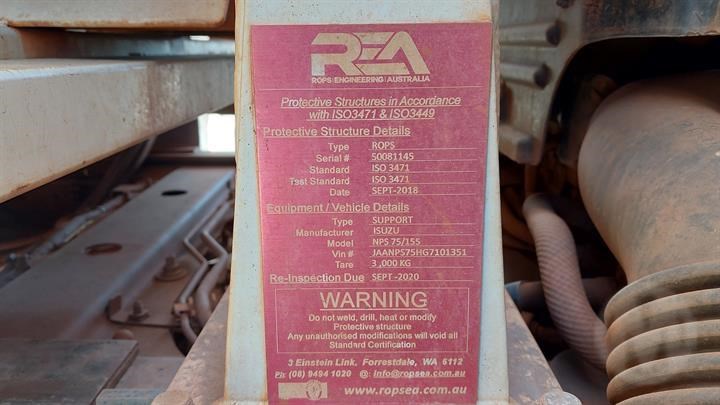 REA
ROPS|ENGINEERING|AUSTRALIA
Protective Structures in Accordance
with ISO3471 & ISO3449
Protective Structure Details
Type ROPS
Serial # 50081145
Standard ISO 3471
Test Standard ISO 3471
Date SEPT-2018
Equipment / Vehicle Details
Type SUPPORT
Manufacturer ISUZU
Model NPS 75/155
Vin # JAANPS75HG7101351
Tare 3,000 KG
Re-Inspection Due SEPT-2020
WARNING
Do not weld, drill, heat or modify
Protective structure
Any unauthorised modifications will void all
Standard Certification
3 Einstein Link, Forrestdale, WA 6112
Ph: (08) 9494 1020 @: Info@ropsea.com.au
www.ropsea.com.au